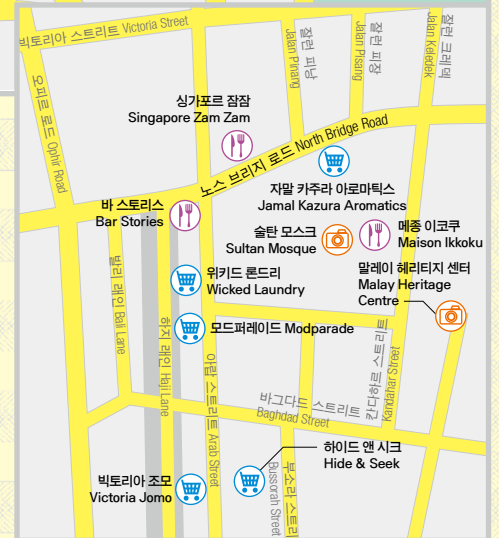 빅토리아 스트리트 Victoria Street
오피르 로드 Ophir Road
잘란 피낭
Jalan Pinang
잘란 피장
Jalan Pisang
잘란 크레덱
Jalan Keledek
싱가포르 잠잠
Singapore Zam Zam
노스 브리지 로드 North Bridge Road
자말 카주라 아로마틱스
Jamal Kazura Aromatics
바 스토리스
Bar Stories
술탄 모스크
Sultan Mosque
메종 이코쿠
Maison Ikkoku
위키드 론드리
Wicked Laundry
말레이 헤리티지 센터
Malay Heritage
Centre
발리 래인 Bali Lane
하지 래인 Haji Lane
모드퍼레이드 Modparade
아랍 스트리트 Arab Street
칸다하르 스트리트
Kandahar Street
바그다드 스트리트
Baghdad Street
하이드 앤 시크
Hide & Seek
빅토리아 조모
Victoria Jomo
부소라 스트리
Bussorah Street